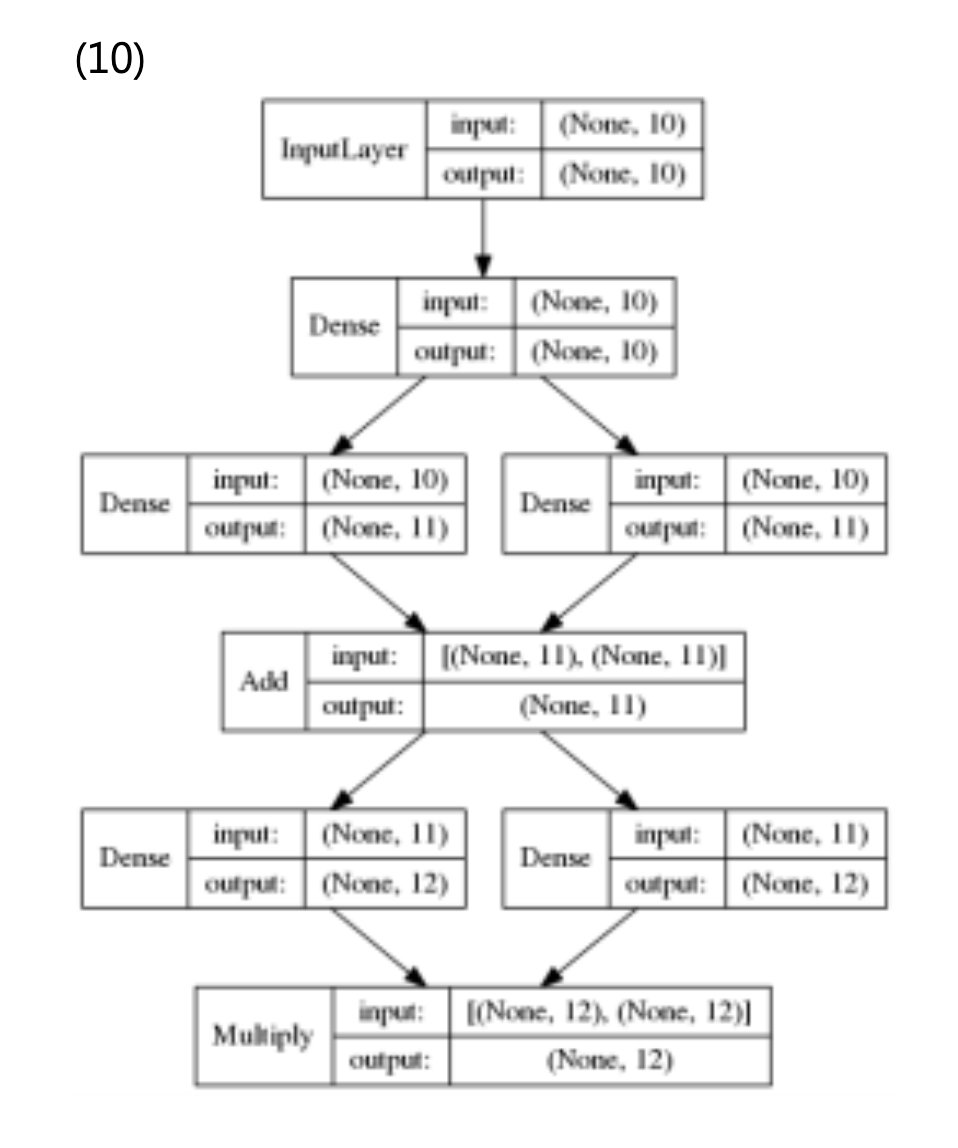 (10)
InputLayer input: (None, 10)
output: (None, 10)
Dense input: (None, 10)
output: (None, 10)
Dense input: (None, 10)
output: (None, 11)
Dense input: (None, 10)
output: (None, 11)
Add input: [(None, 11), (None, 11)]
output: (None, 11)
Dense input: (None, 11)
output: (None, 12)
Dense input: (None, 11)
output: (None, 12)
Multiply input: [(None, 12), (None, 12)]
output: (None, 12)